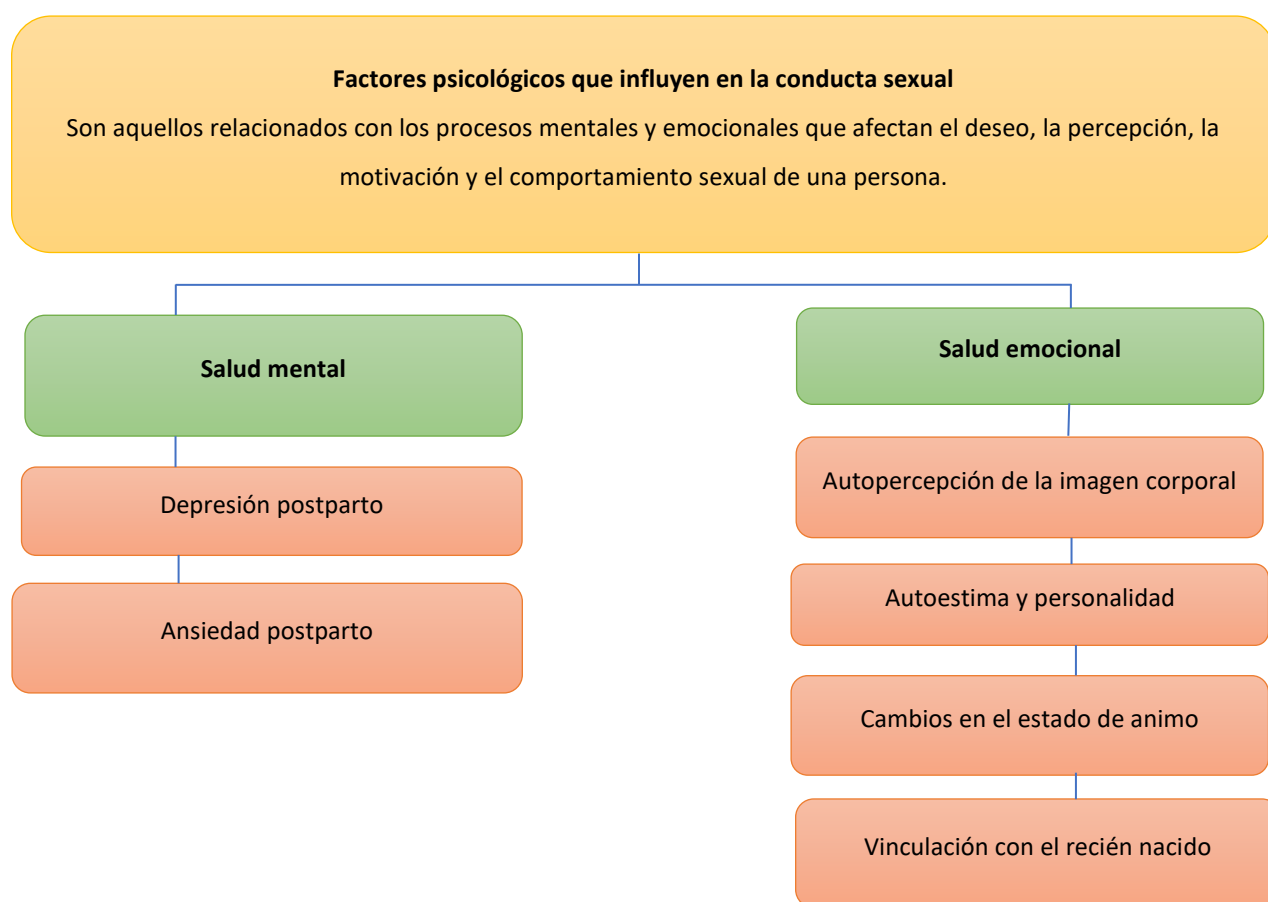 Factores psicológicos que influyen en la conducta sexual
Son aquellos relacionados con los procesos mentales y emocionales que afectan el deseo, la percepción, la
motivación y el comportamiento sexual de una persona.
Salud mental
Depresión postparto
Ansiedad postparto
Salud emocional
Autopercepción de la imagen corporal
Autoestima y personalidad
Cambios en el estado de animo
Vinculación con el recién nacido